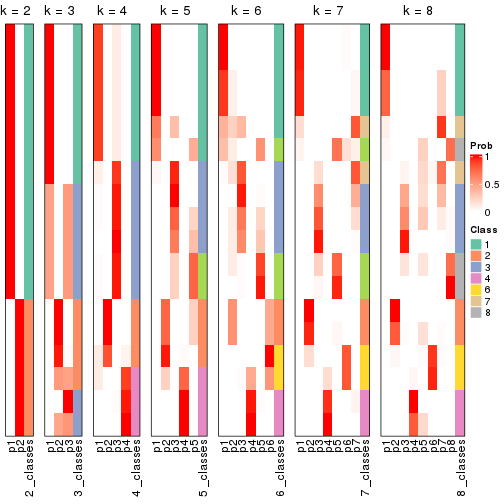 k = 2 k = 3 k = 4 k = 5 k = 6 k = 7 k = 8
Prob
1
0.5
0
Class
1
2
3
4
6
7
8
p1 p2 2_classes
p1 p2 p3 3_classes
p1 p2 p3 p4 4_classes
p1 p2 p3 p4 p5 5_classes
p1 p2 p3 p4 p5 p6 6_classes
p1 p2 p3 p4 p5 p6 p7 7_classes
p1 p2 p3 p4 p5 p6 p7 p8 8_classes